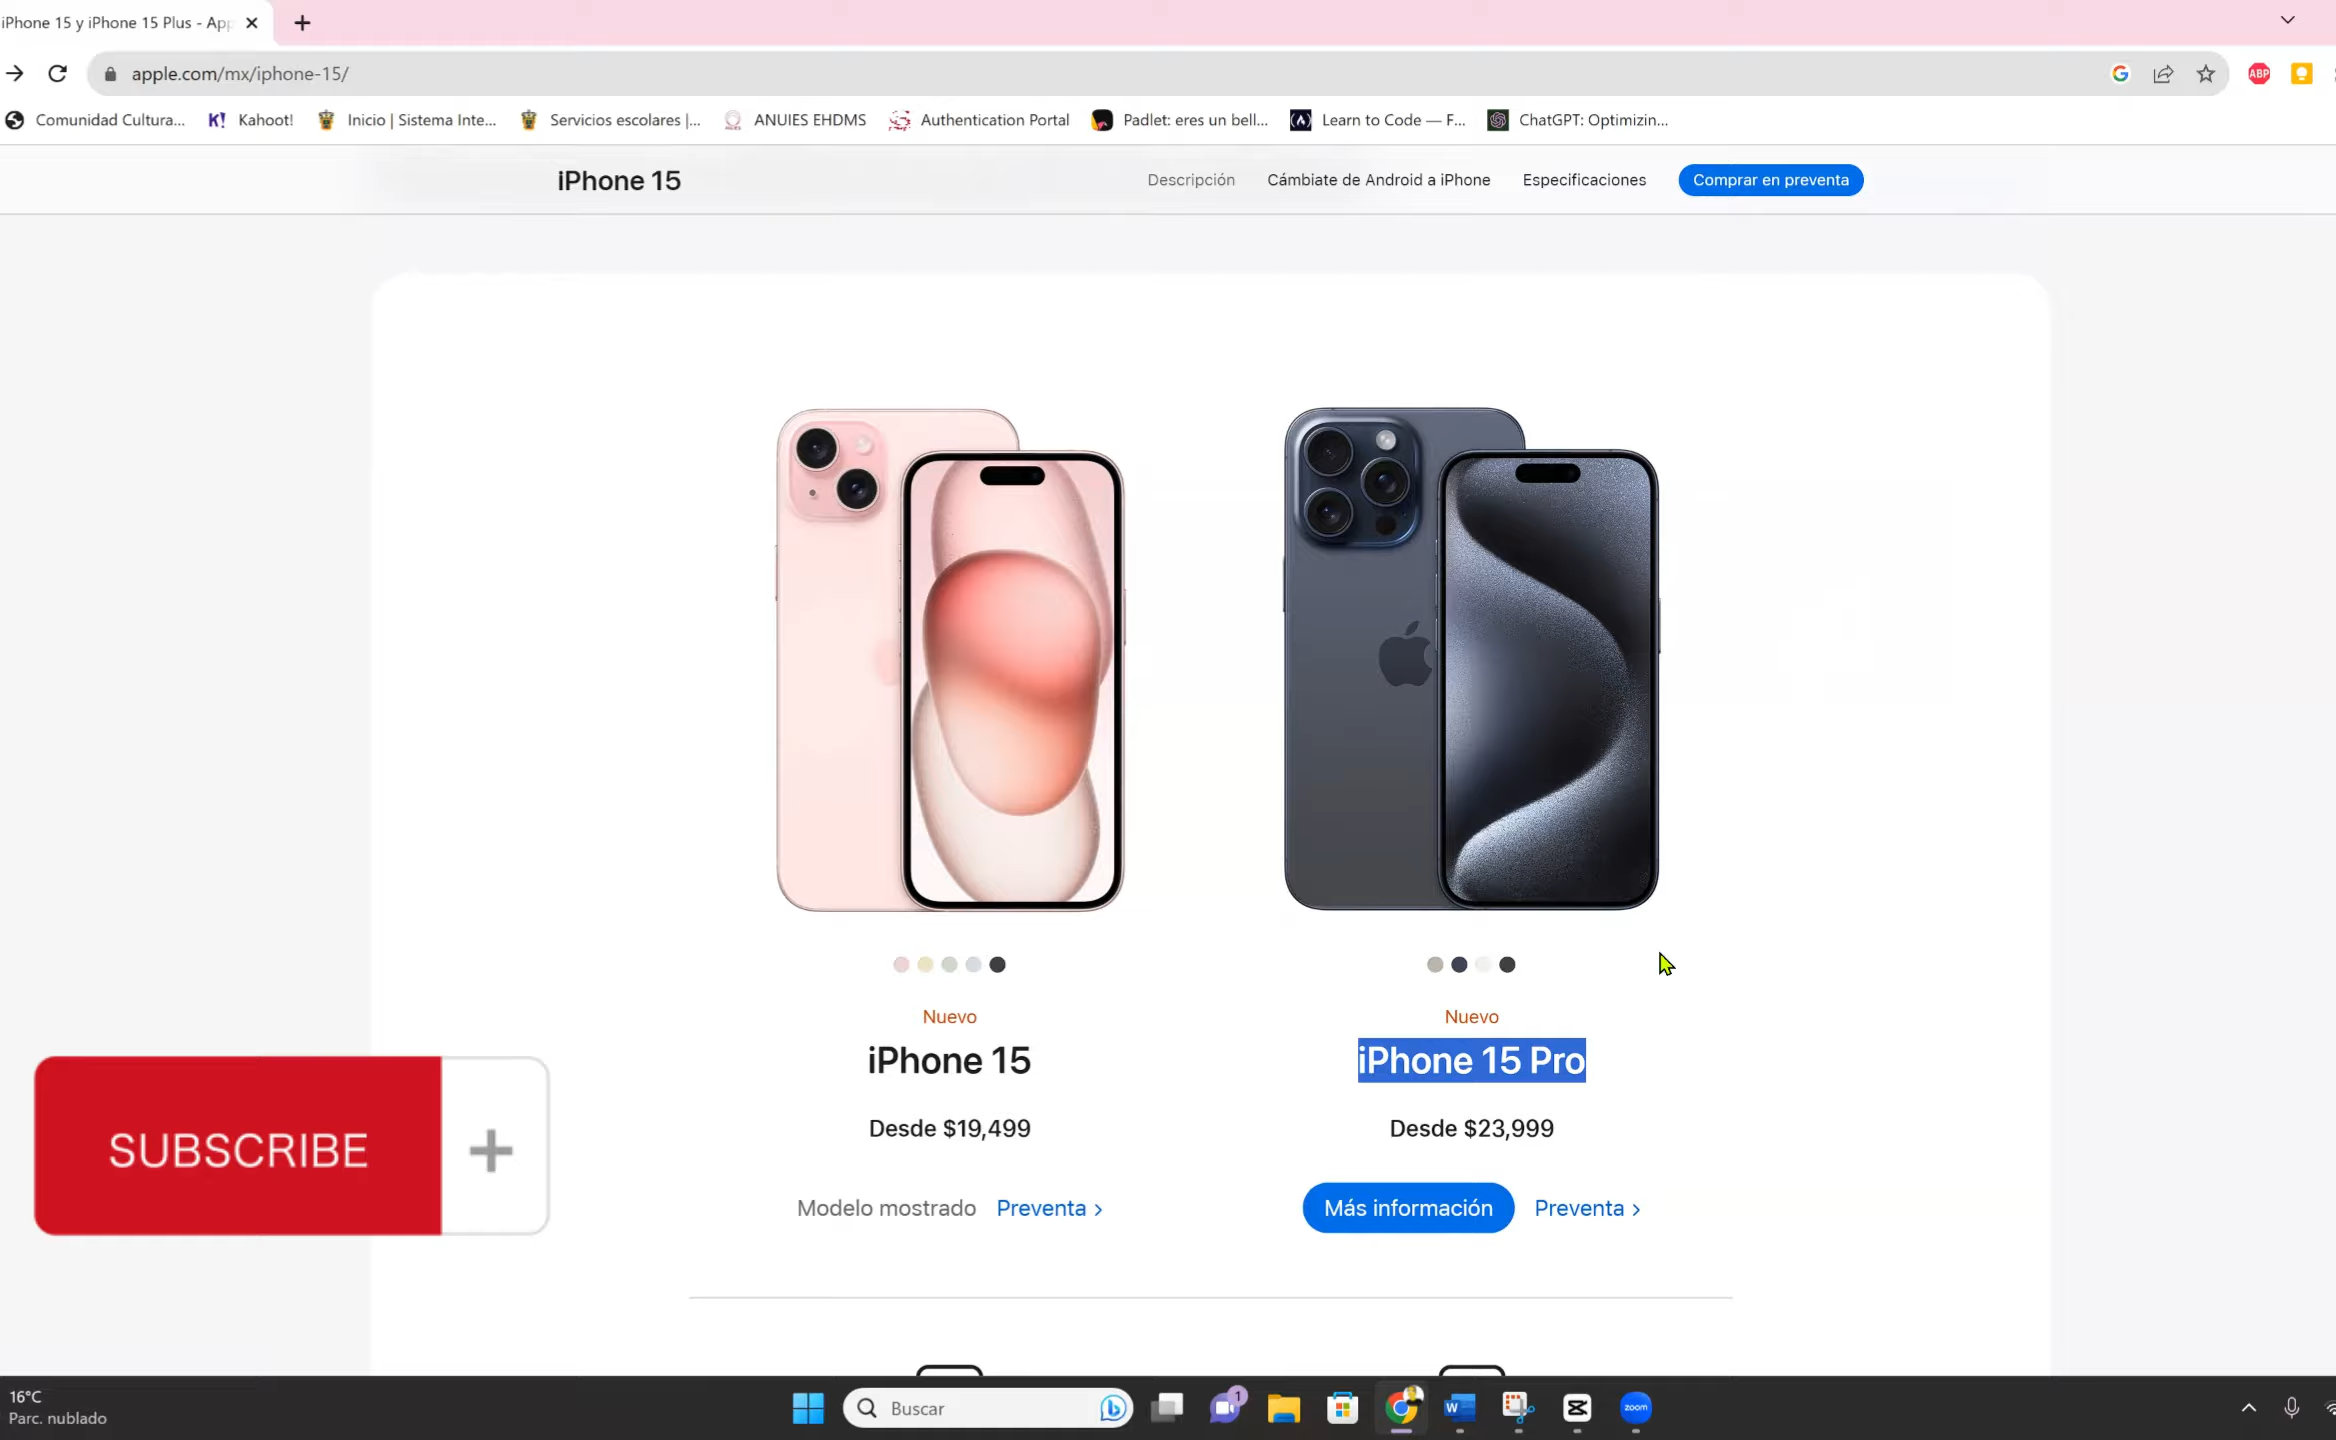 iPhone 15 y iPhone 15 Plus - App
apple.com/mx/iphone-15/
ABP
Comunidad Cultura... K! Kahoot! Inicio | Sistema Inte... Servicios escolares |... ANUIES EHDMS Authentication Portal Padlet: eres un bell... Learn to Code — F... ChatGPT: Optimizin...
iPhone 15 Descripción Cámbiate de Android a iPhone Especificaciones Comprar en preventa
Nuevo Nuevo
iPhone 15 iPhone 15 Pro
Desde $19,499 Desde $23,999
SUBSCRIBE +
Modelo mostrado Preventa > Más información Preventa >
16°C
Parc. nublado
Buscar
1
W
zoom